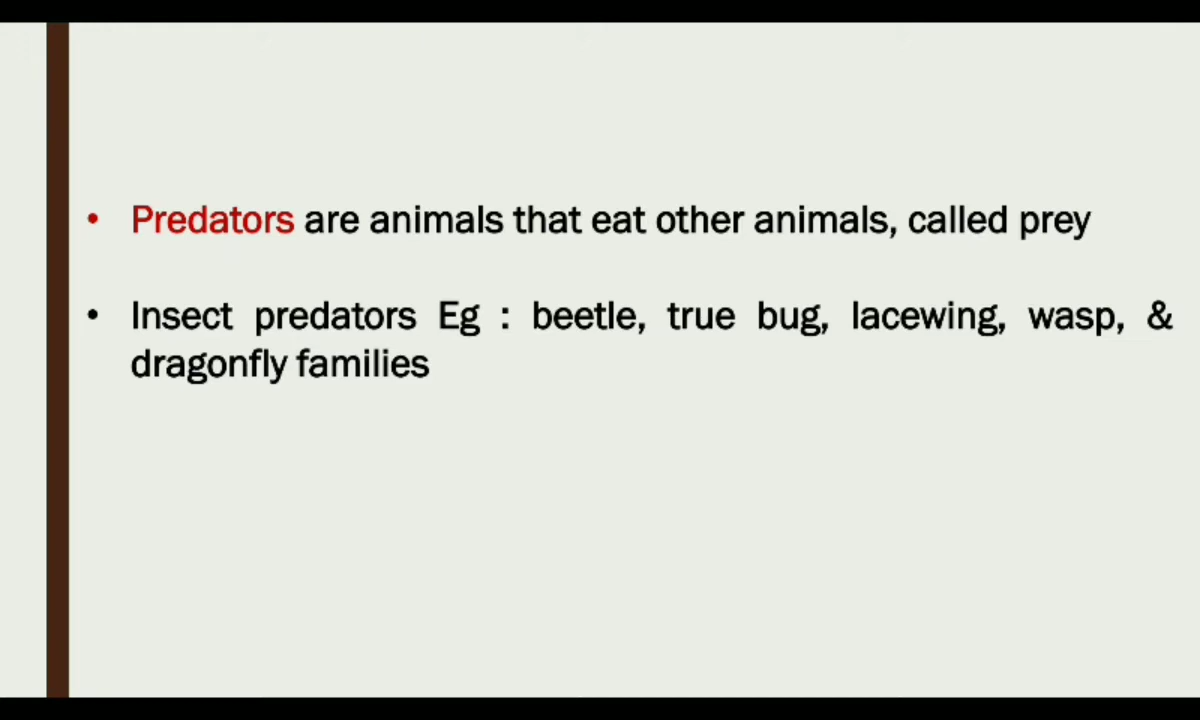 • Predators are animals that eat other animals, called prey
• Insect predators Eg : beetle, true bug, lacewing, wasp, &
dragonfly families